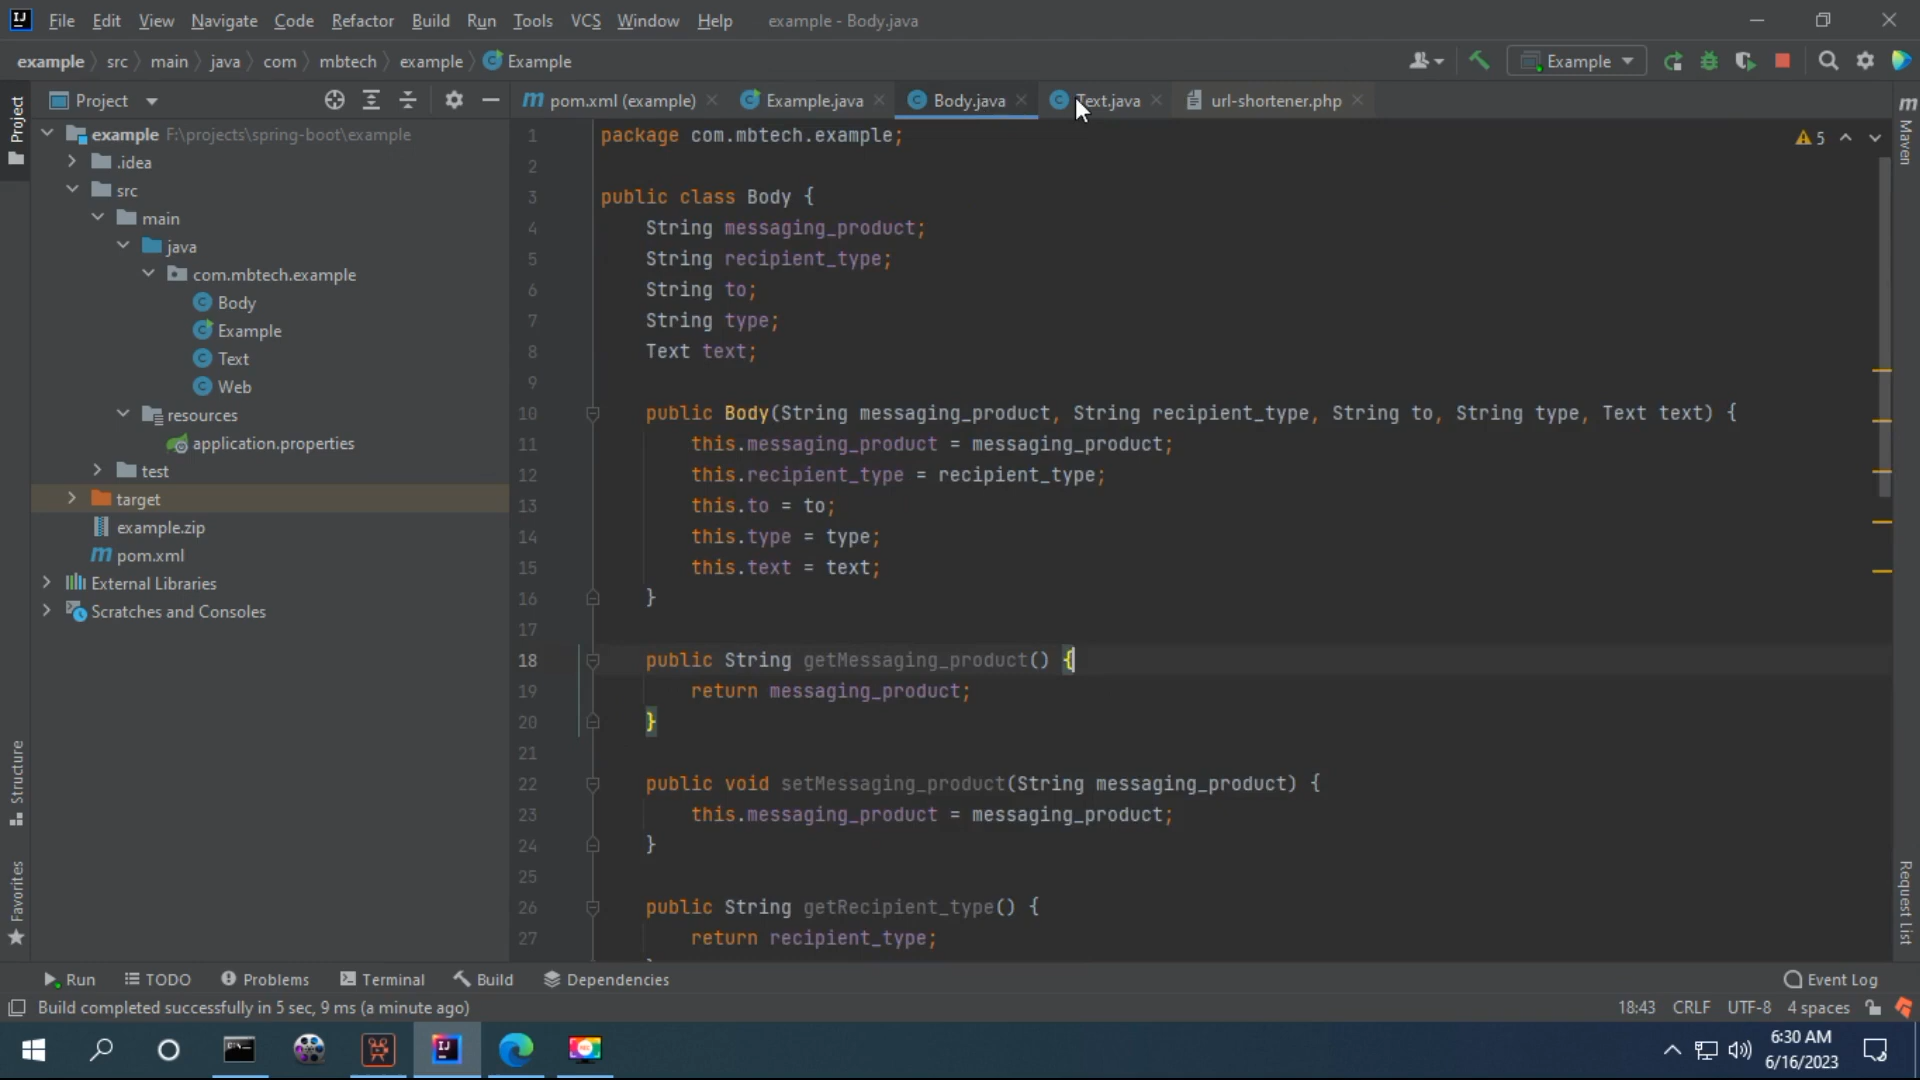 File Edit View Navigate Code Refactor Build Run Tools VCS Window Help example - Body.java
example src main java com mbtech example Example Example
Project pom.xml (example) Example.java Body.java Text.java url-shortener.php
Project
Maven
example F:\projects\spring-boot\example
.idea
src
main
java
com.mbtech.example
Body
Example
Text
Web
resources
application.properties
test
target
example.zip
pom.xml
External Libraries
Scratches and Consoles
5
1 package com.mbtech.example;
2
3 public class Body {
4 String messaging_product;
5 String recipient_type;
6 String to;
7 String type;
8 Text text;
9
10 public Body(String messaging_product, String recipient_type, String to, String type, Text text) {
11 this.messaging_product = messaging_product;
12 this.recipient_type = recipient_type;
13 this.to = to;
14 this.type = type;
15 this.text = text;
16 }
17
18 public String getMessaging_product() {
19 return messaging_product;
20 }
21
22 public void setMessaging_product(String messaging_product) {
23 this.messaging_product = messaging_product;
24 }
25
26 public String getRecipient_type() {
27 return recipient_type;
Structure
Favorites
Request List
Run TODO Problems Terminal Build Dependencies Event Log
Build completed successfully in 5 sec, 9 ms (a minute ago) 18:43 CRLF UTF-8 4 spaces
6:30 AM
6/16/2023